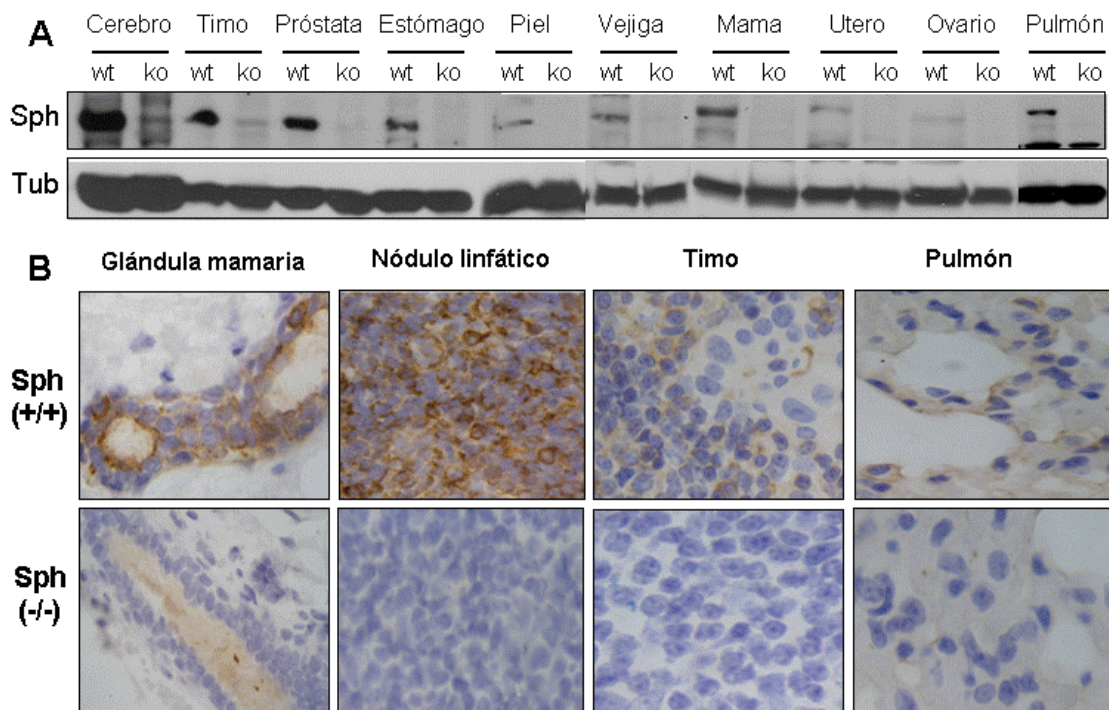 A
Cerebro Timo Próstata Estómago Piel Vejiga Mama Utero Ovario Pulmón
wt ko wt ko wt ko wt ko wt ko wt ko wt ko wt ko wt ko wt ko
Sph
Tub
B
Glándula mamaria Nódulo linfático Timo Pulmón
Sph
(+/+)
Sph
(-/-)